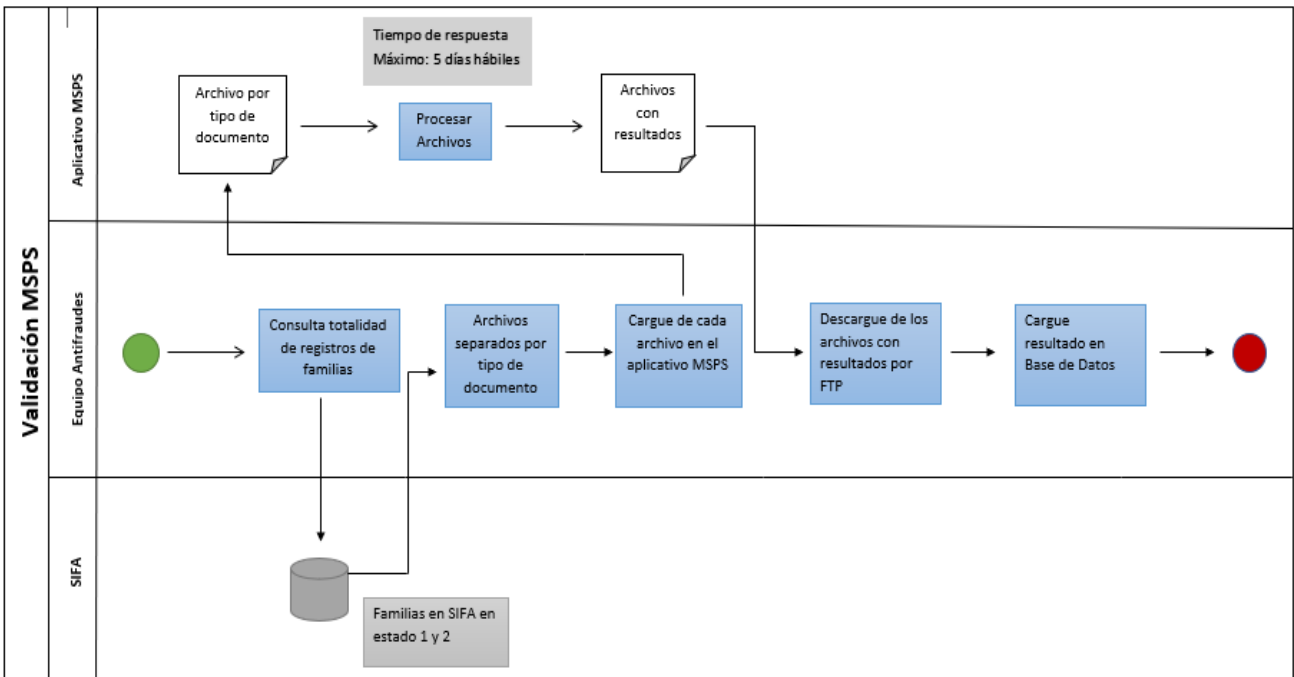 Validación MSPS
Aplicativo MSPS
Tiempo de respuesta
Máximo: 5 días hábiles
Archivo por
tipo de
documento
Procesar
Archivos
Archivos
con
resultados
Equipo Antifraudes
Consulta totalidad
de registros de
familias
Archivos
separados por
tipo de
documento
Cargue de cada
archivo en el
aplicativo MSPS
Descargue de los
archivos con
resultados por
FTP
Cargue
resultado en
Base de Datos
SIFA
Familias en SIFA en
estado 1 y 2